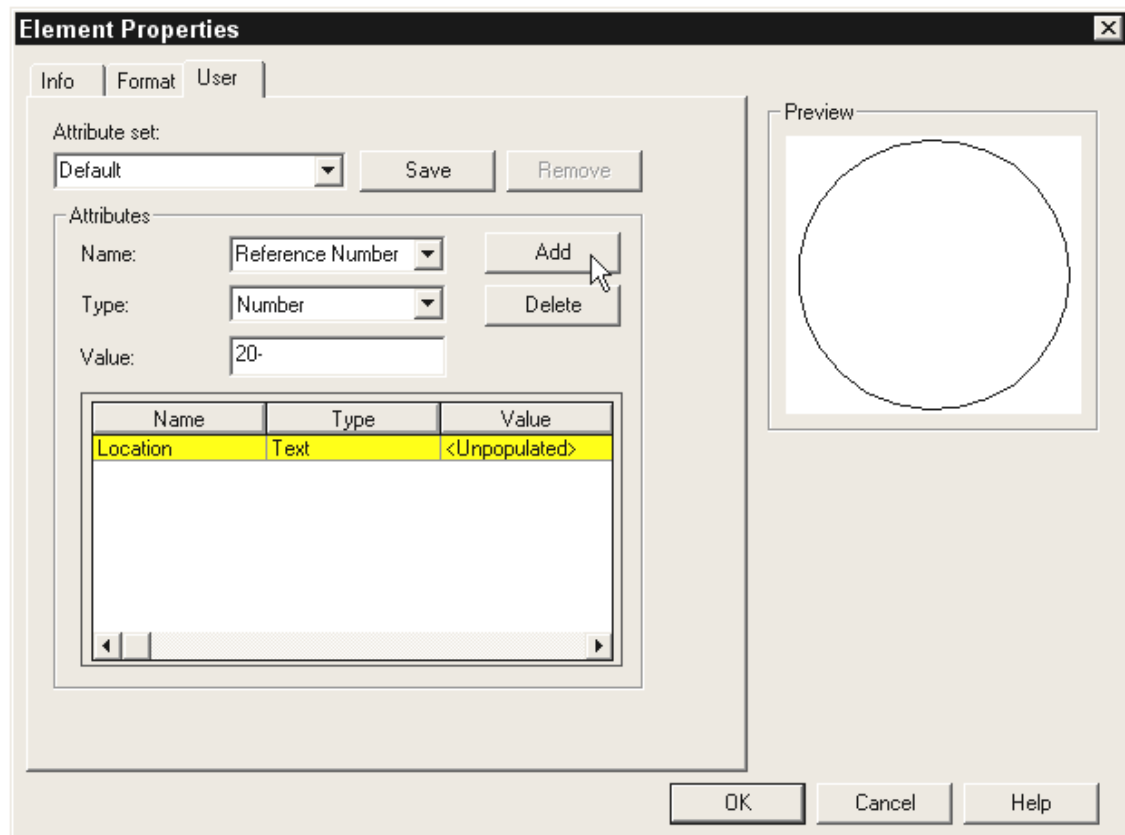 Element Properties
Info Format User
Preview
Attribute set:
Default Save Remove
Attributes
Name: Reference Number Add
Type: Number Delete
Value: 20-
Name Type Value
Location Text <Unpopulated>
OK Cancel Help